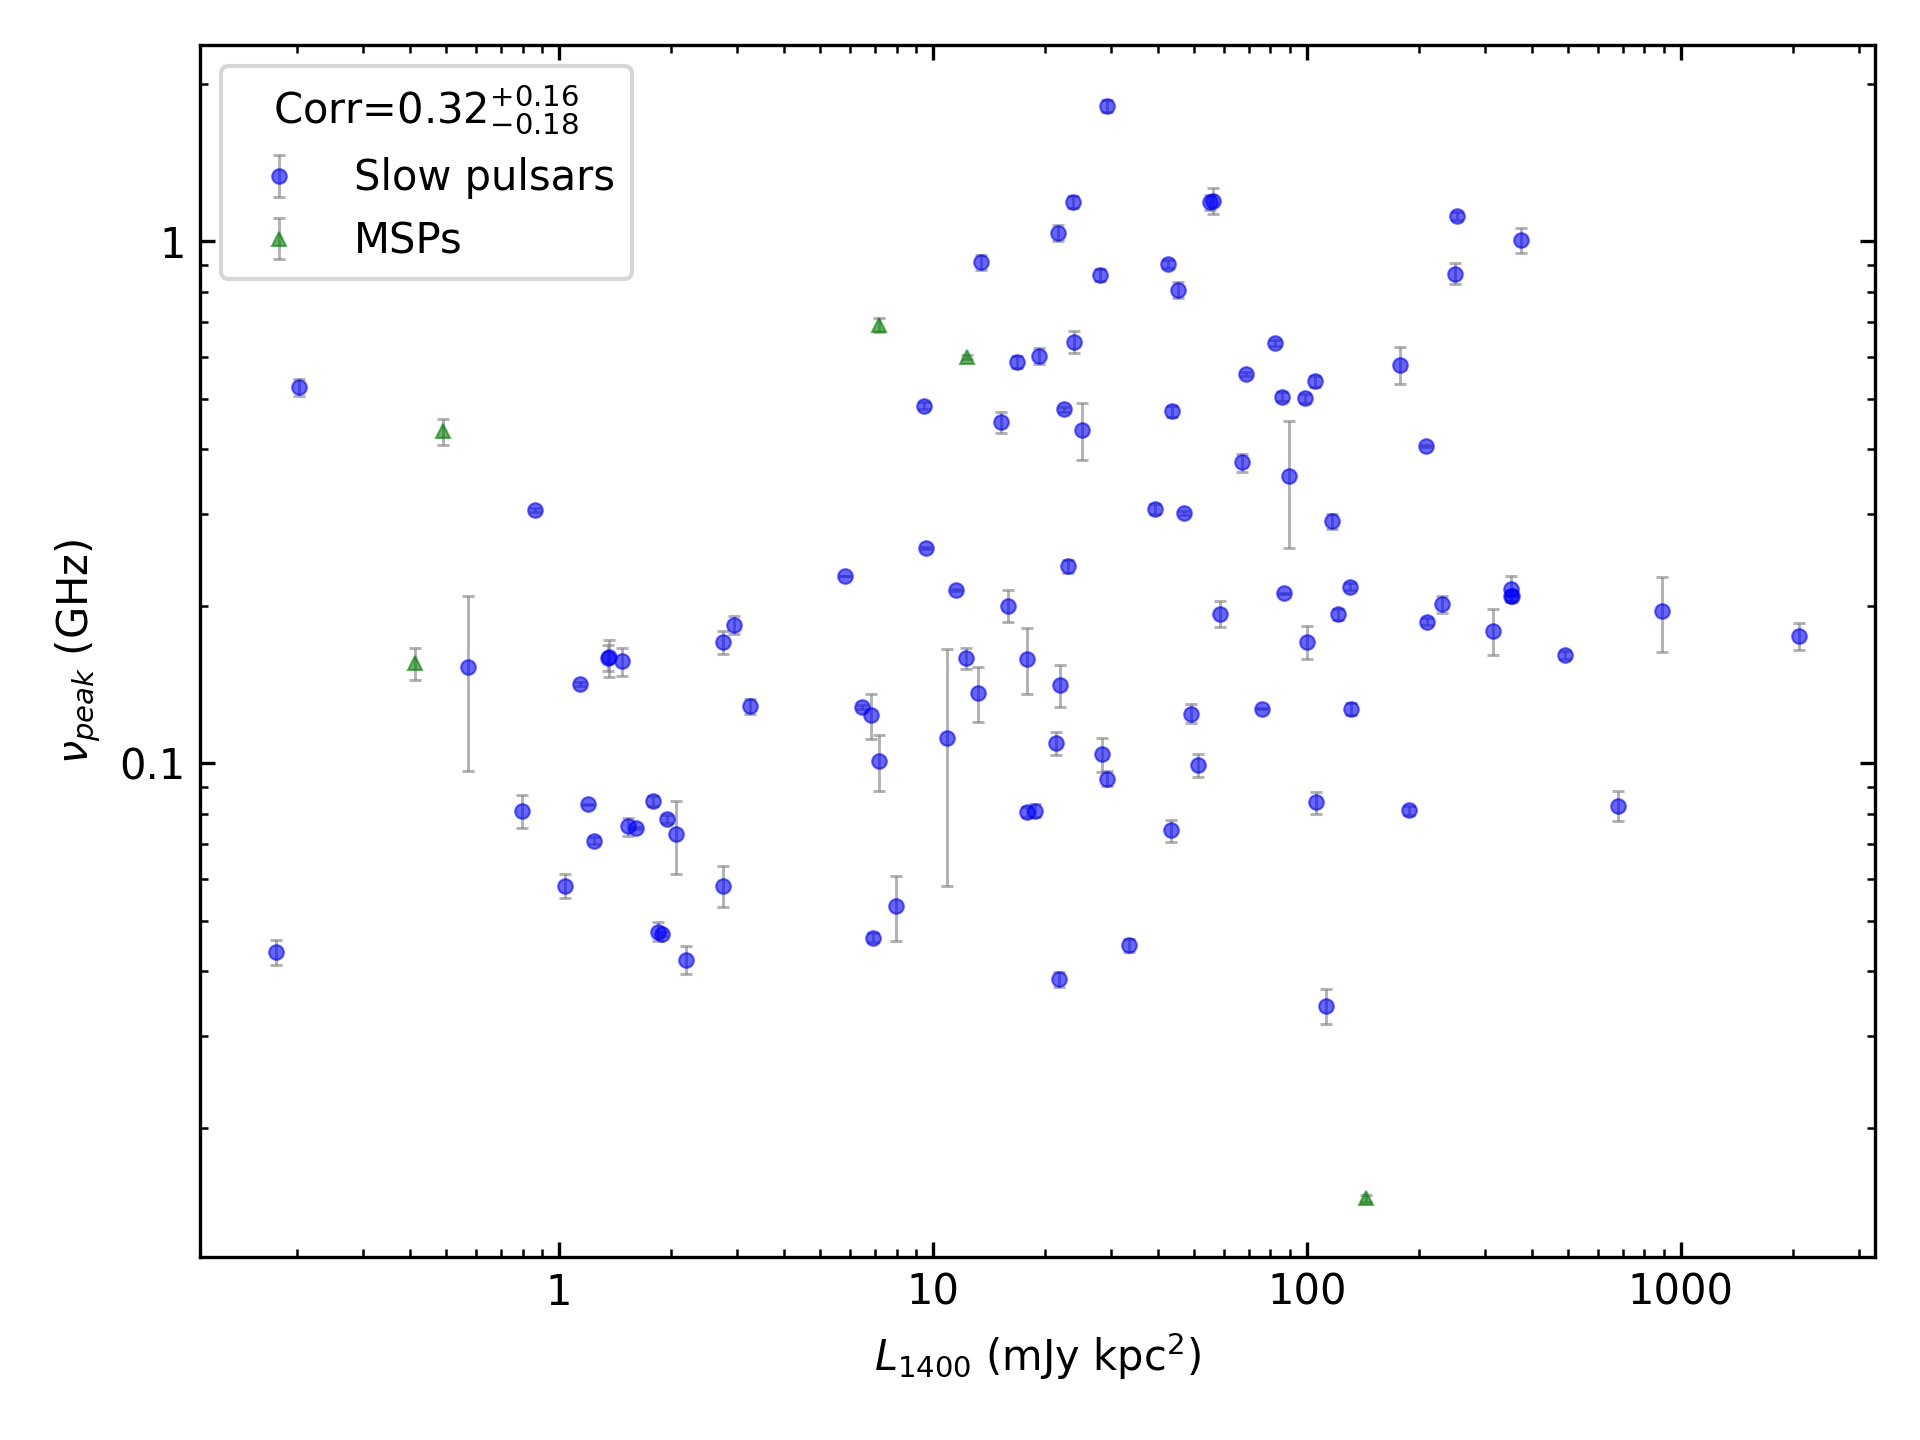 Corr=0.32+0.16−0.18
Slow pulsars
MSPs
1
0.1
νpeak (GHz)
1 10 100 1000
L1400 (mJy kpc2)